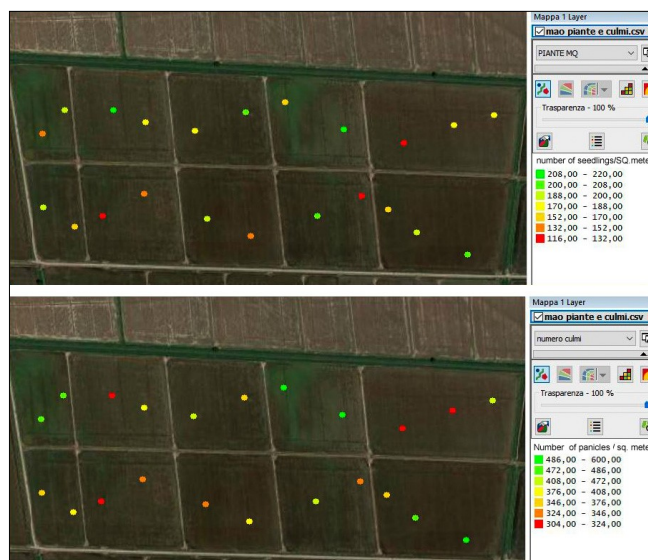 Mappa 1 Layer
mao piante e culmi.csv
PIANTE MQ
Trasparenza - 100 %
number of seedlings/SQ.mete
208,00 - 220,00
200,00 - 208,00
188,00 - 200,00
170,00 - 188,00
152,00 - 170,00
132,00 - 152,00
116,00 - 132,00
Mappa 1 Layer
mao piante e culmi.csv
numero culmi
Trasparenza - 100 %
Number of panicles / sq. mete
486,00 - 600,00
472,00 - 486,00
408,00 - 472,00
376,00 - 408,00
346,00 - 376,00
324,00 - 346,00
304,00 - 324,00